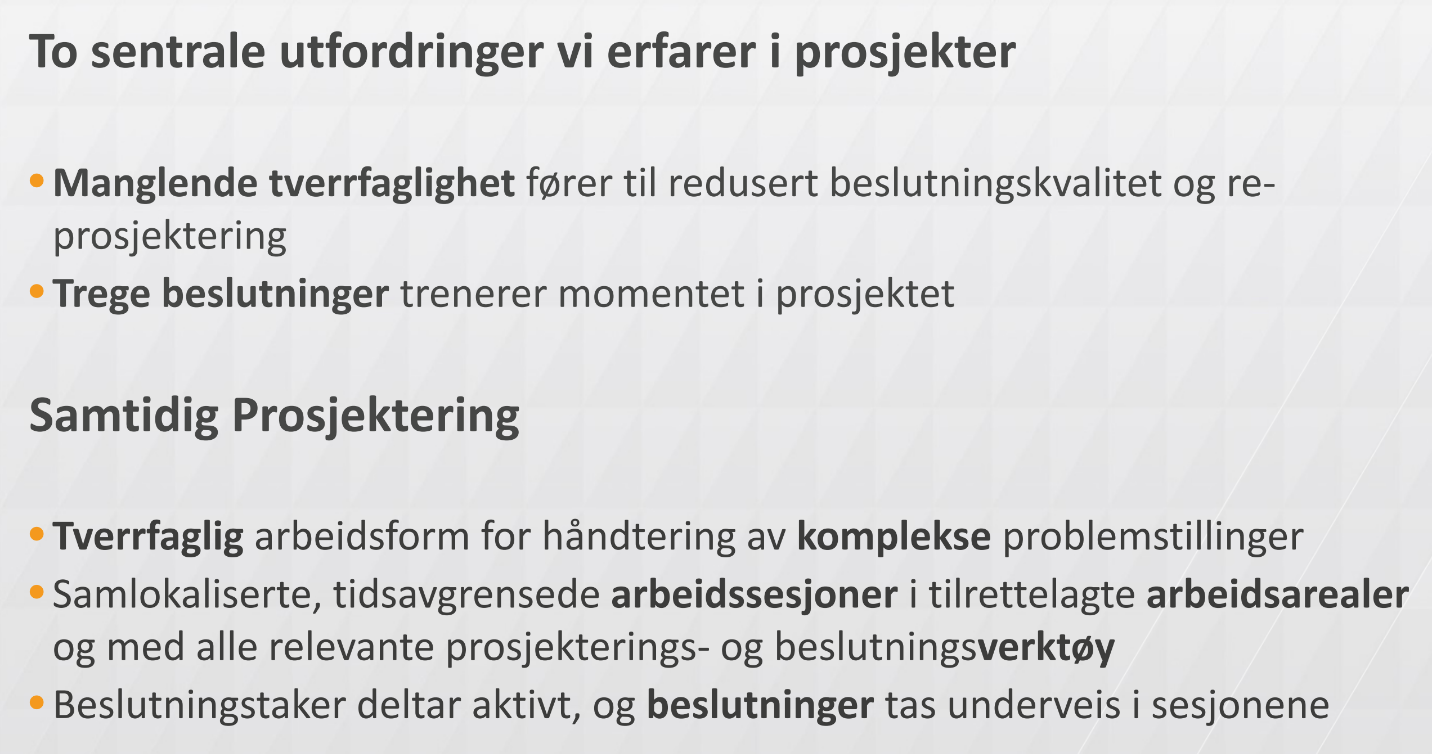 To sentrale utfordringer vi erfarer i prosjekter
• Manglende tverrfaglighet fører til redusert beslutningskvalitet og re-
prosjektering
• Trege beslutninger trenerer momentet i prosjektet
Samtidig Prosjektering
• Tverrfaglig arbeidsform for håndtering av komplekse problemstillinger
• Samlokaliserte, tidsavgrensede arbeidssesjoner i tilrettelagte arbeidsarealer
og med alle relevante prosjekterings- og beslutningsverktøy
• Beslutningstaker deltar aktivt, og beslutninger tas underveis i sesjonene